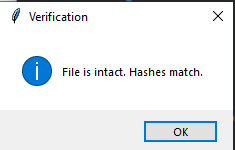 Verification
File is intact. Hashes match.
OK